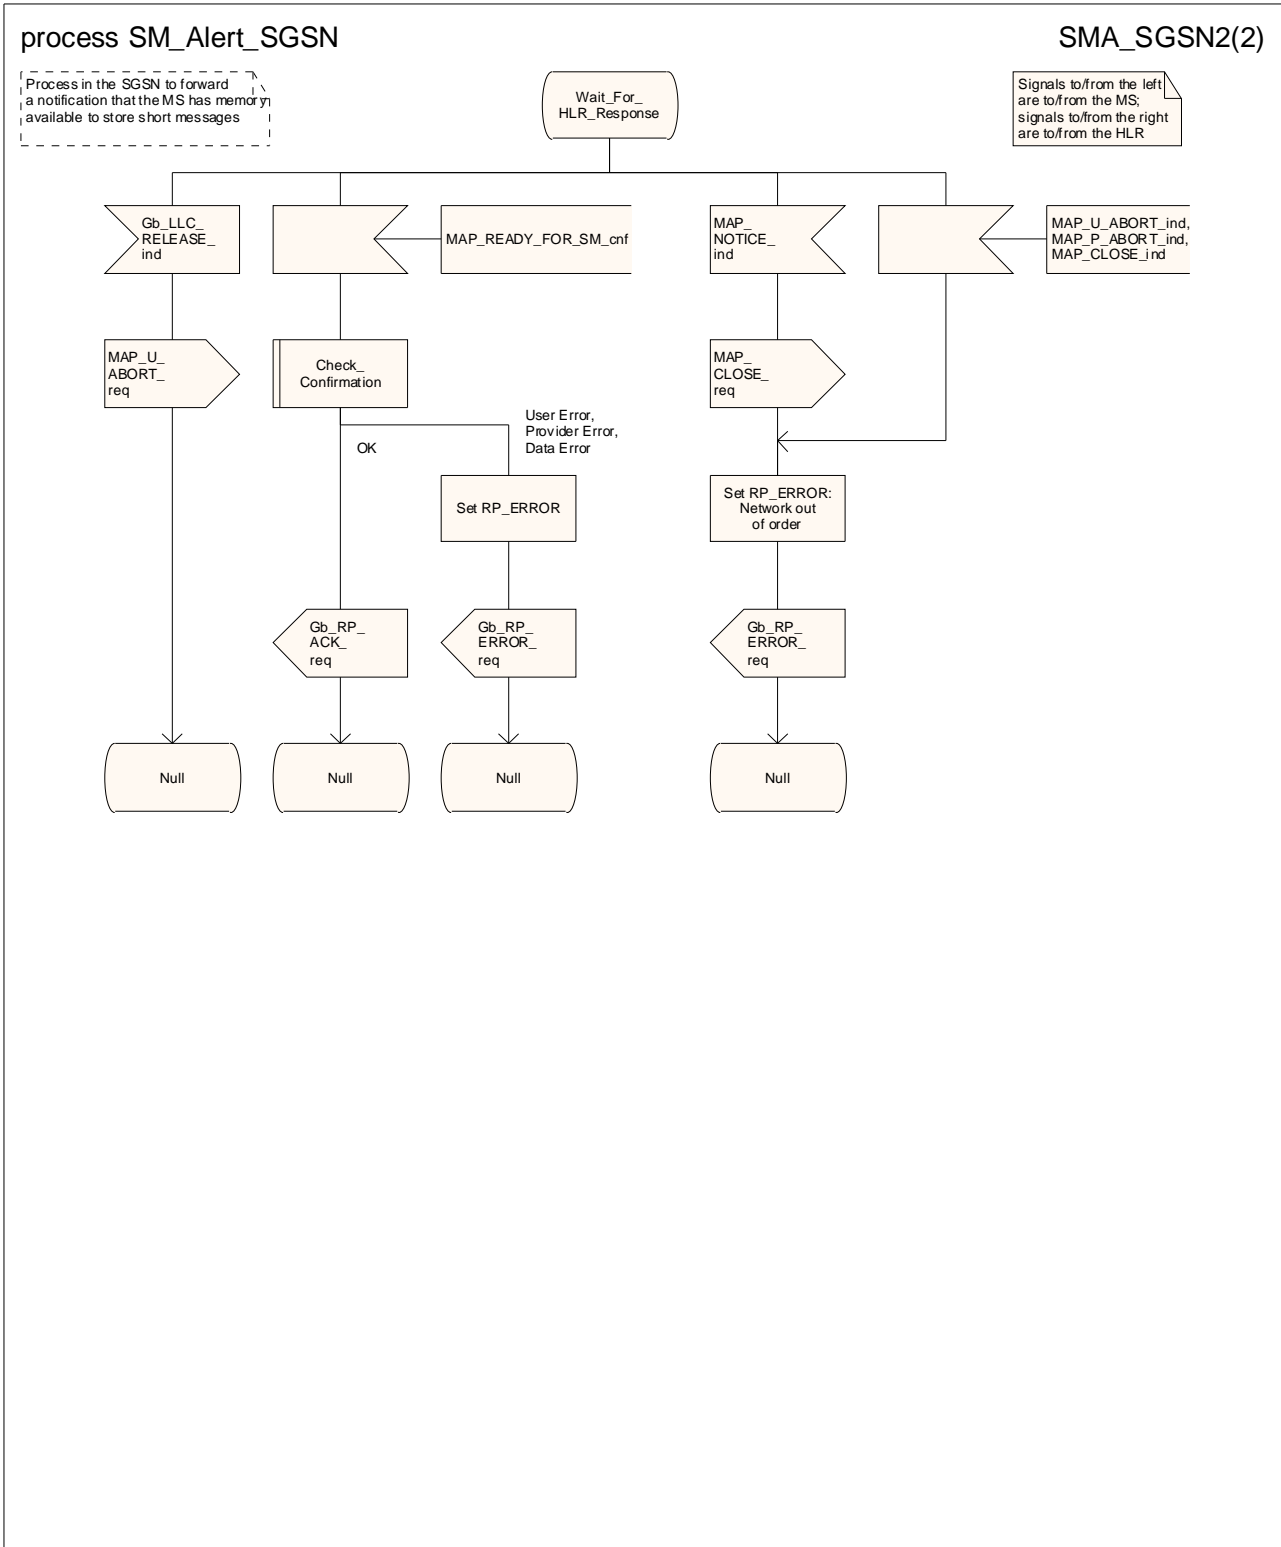 process SM_Alert_SGSN
SMA_SGSN2(2)
Process in the SGSN to forward
a notification that the MS has memory
available to store short messages
Wait_For_
HLR_Response
Signals to/from the left
are to/from the MS;
signals to/from the right
are to/from the HLR
Gb_LLC_
RELEASE_
ind
MAP_READY_FOR_SM_cnf
MAP_
NOTICE_
ind
MAP_U_ABORT_ind,
MAP_P_ABORT_ind,
MAP_CLOSE_ind
MAP_U_
ABORT_
req
Check_
Confirmation
MAP_
CLOSE_
req
OK
User Error,
Provider Error,
Data Error
Set RP_ERROR
Set RP_ERROR:
Network out
of order
Gb_RP_
ACK_
req
Gb_RP_
ERROR_
req
Gb_RP_
ERROR_
req
Null
Null
Null
Null